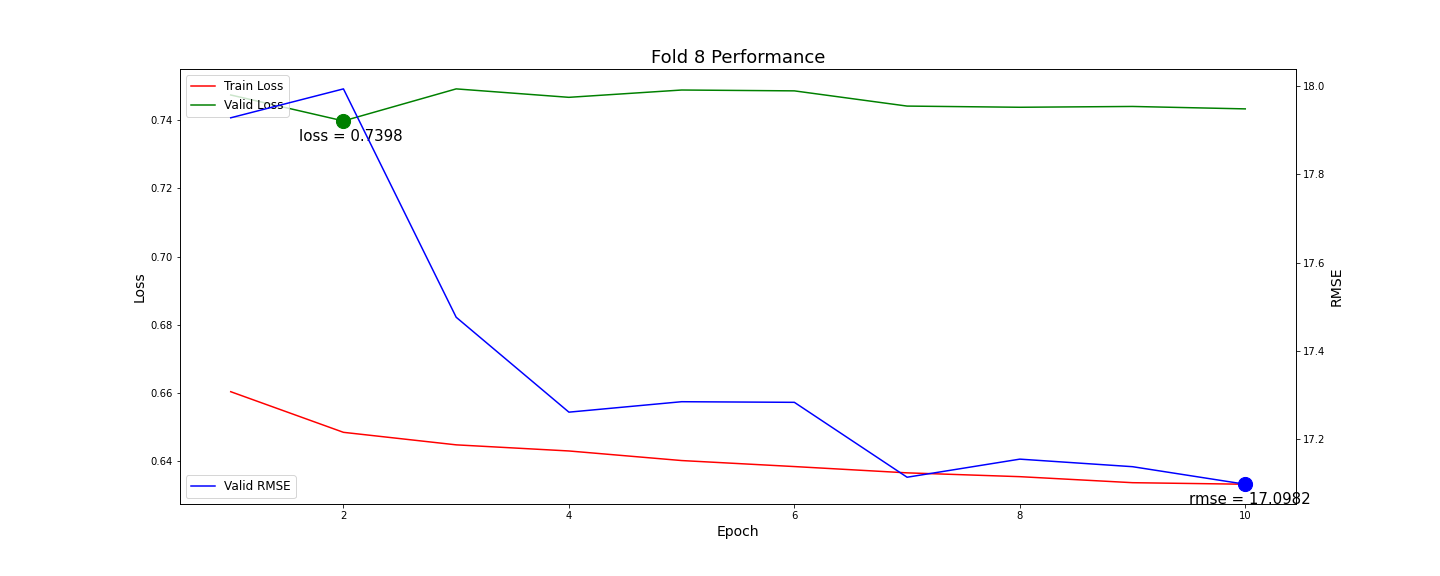 Fold 8 Performance
Train Loss
Valid Loss
loss = 0.7398
Valid RMSE
rmse = 17.0982
0.74
0.72
0.70
0.68
0.66
0.64
Loss
18.0
17.8
17.6
17.4
17.2
RMSE
2 4 6 8 10
Epoch